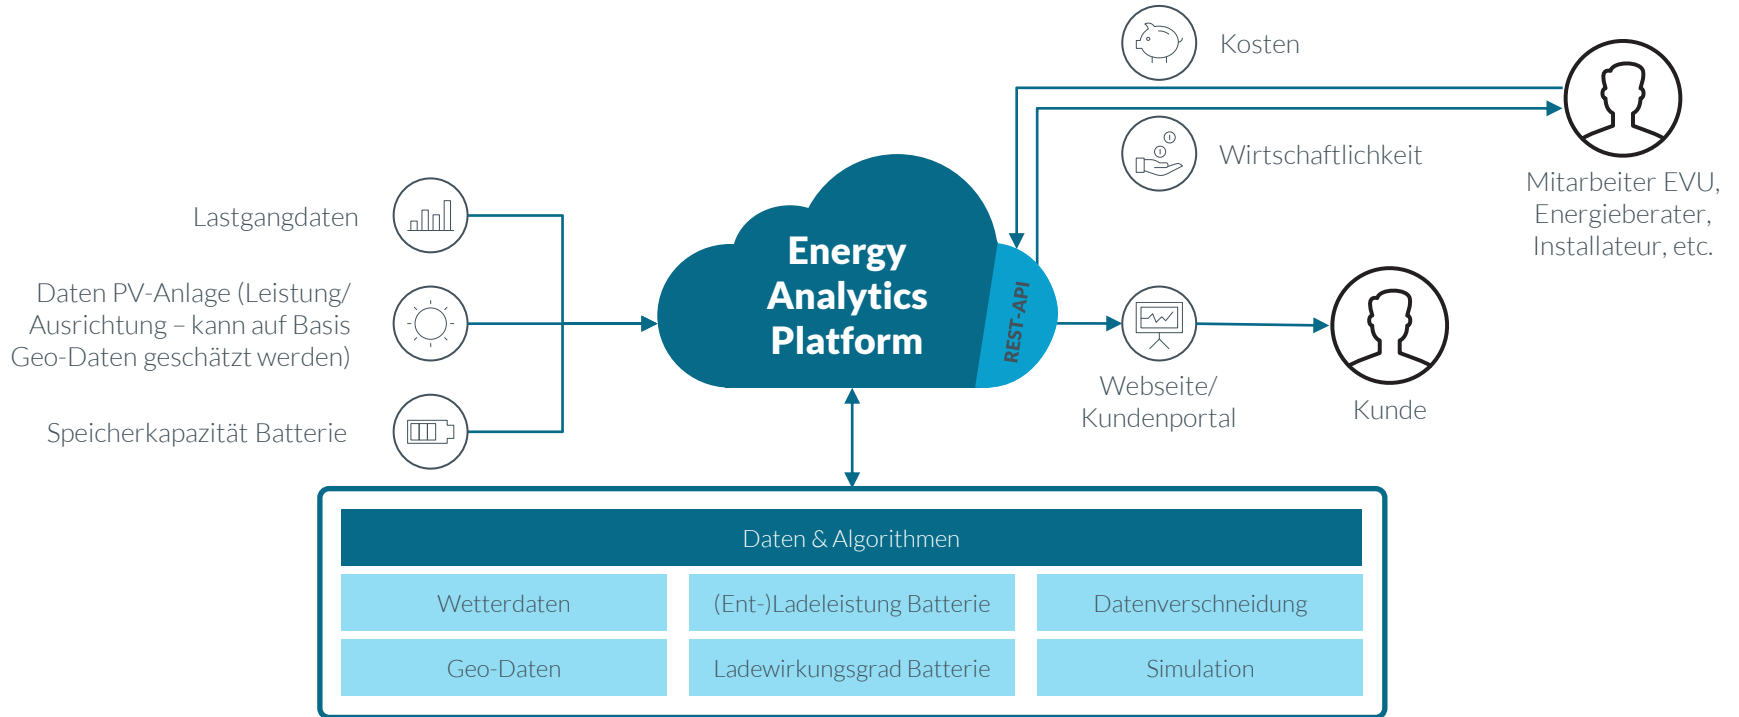 Kosten
Wirtschaftlichkeit
Mitarbeiter EVU,
Energieberater,
Installateur, etc.
Lastgangdaten
Daten PV-Anlage (Leistung/
Ausrichtung – kann auf Basis
Geo-Daten geschätzt werden)
Speicherkapazität Batterie
Energy
Analytics
Platform
REST-API
Webseite/
Kundenportal
Kunde
Daten & Algorithmen
Wetterdaten
(Ent-)Ladeleistung Batterie
Datenverschneidung
Geo-Daten
Ladewirkungsgrad Batterie
Simulation